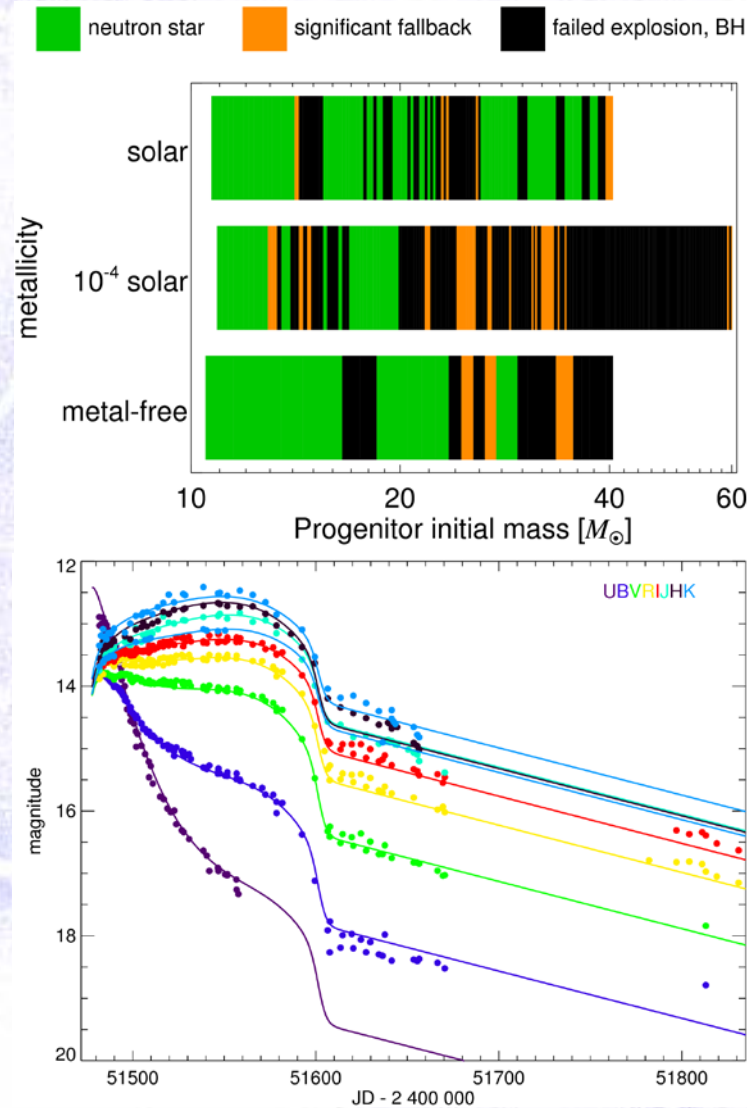 neutron star significant fallback failed explosion, BH
solar
10⁻⁴ solar
metal-free
metallicity
10 20 40 60
Progenitor initial mass [M⊙]
12
14
16
18
20
magnitude
UBVRIJHK
51500 51600 51700 51800
JD - 2 400 000